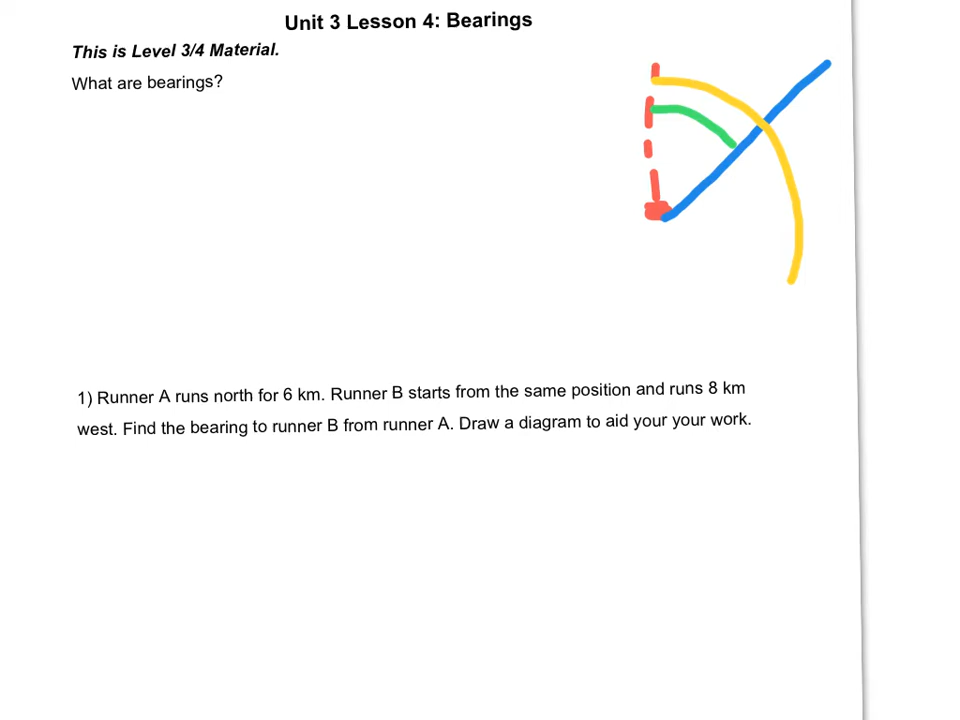 Unit 3 Lesson 4: Bearings
This is Level 3/4 Material.
What are bearings?
1) Runner A runs north for 6 km. Runner B starts from the same position and runs 8 km
west. Find the bearing to runner B from runner A. Draw a diagram to aid your your work.